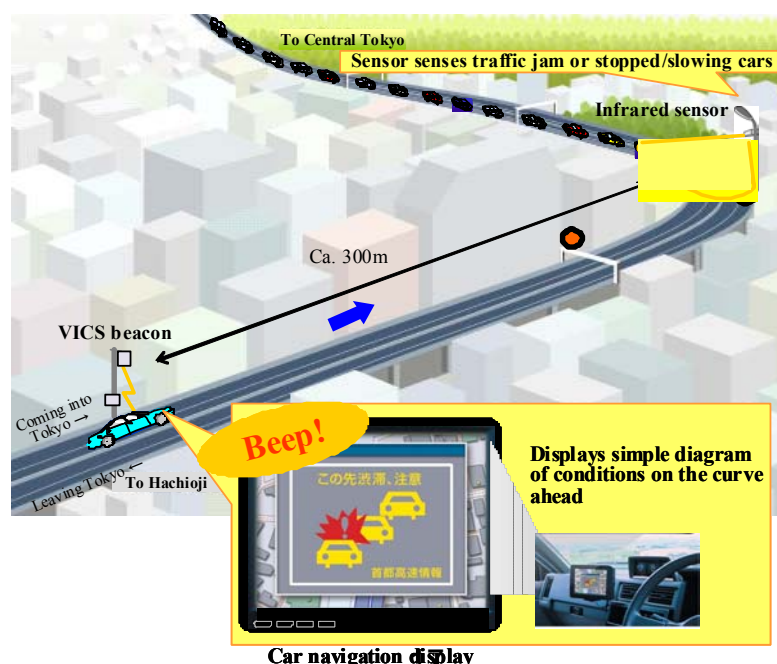 To Central Tokyo
Sensor senses traffic jam or stopped/slowing cars
Infrared sensor
Ca. 300m
VICS beacon
Coming into
Tokyo →
Leaving Tokyo ←
To Hachioji
Beep!
この先渋滞、注意
首都高速情報
Displays simple diagram
of conditions on the curve
ahead
Car navigation display